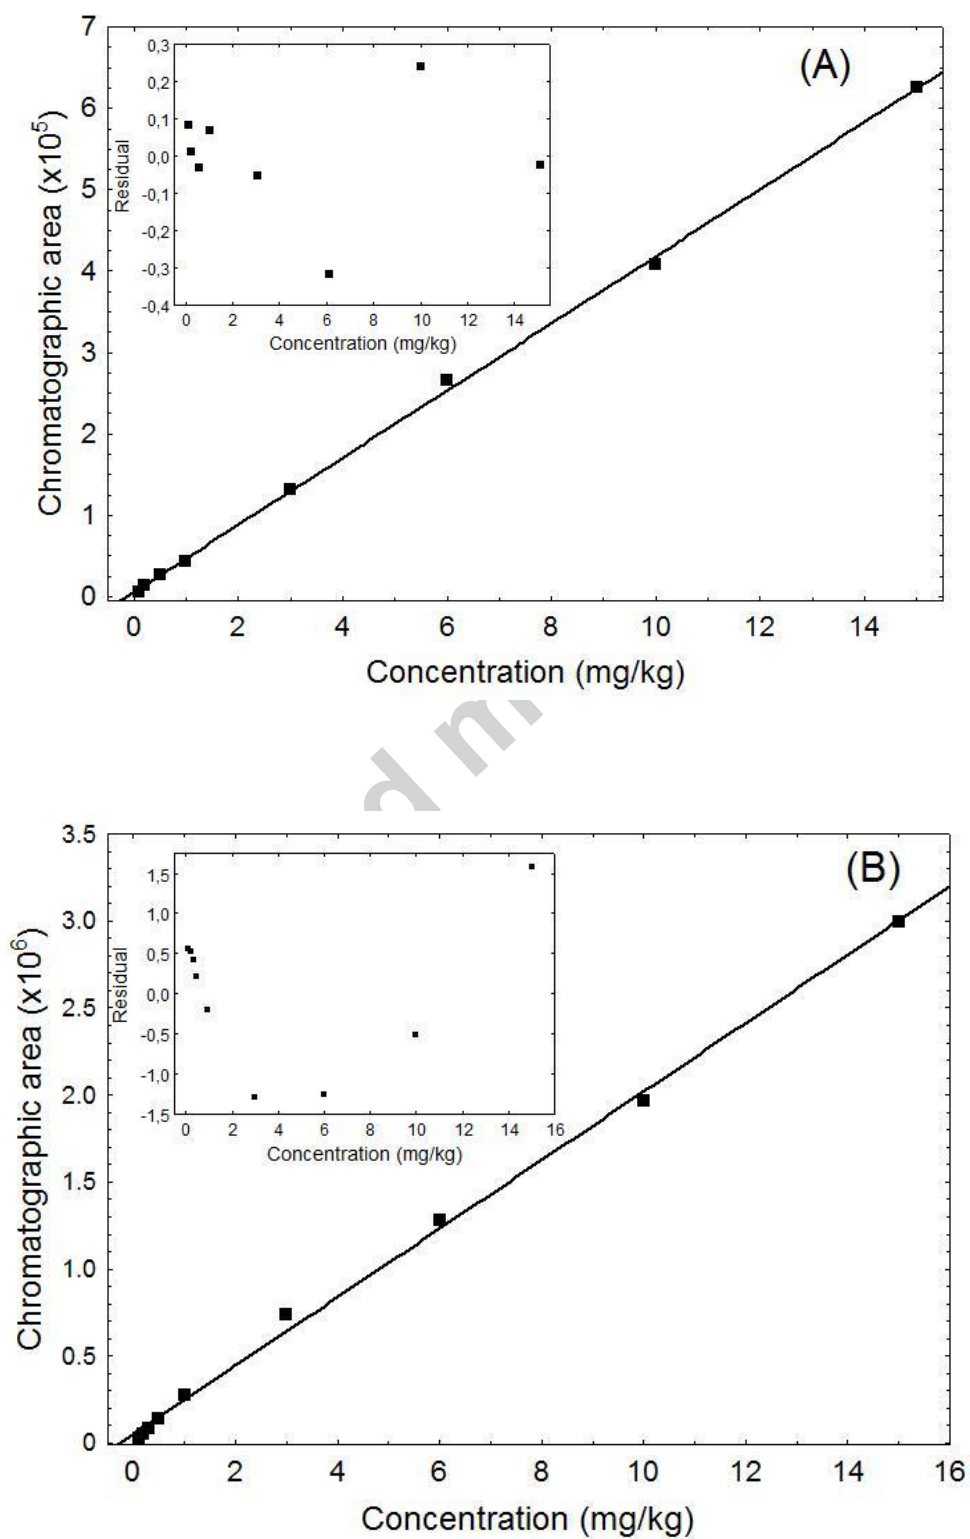 (A)
Chromatographic area (x10⁵)
7
6
5
4
3
2
1
0
0 2 4 6 8 10 12 14
Concentration (mg/kg)
Residual
0,3
0,2
0,1
0,0
-0,1
-0,2
-0,3
-0,4
0 2 4 6 8 10 12 14
Concentration (mg/kg)
d m
(B)
Chromatographic area (x10⁶)
3.5
3.0
2.5
2.0
1.5
1.0
0.5
0
0 2 4 6 8 10 12 14 16
Concentration (mg/kg)
Residual
1,5
1,0
0,5
0,0
-0,5
-1,0
-1,5
0 2 4 6 8 10 12 14 16
Concentration (mg/kg)